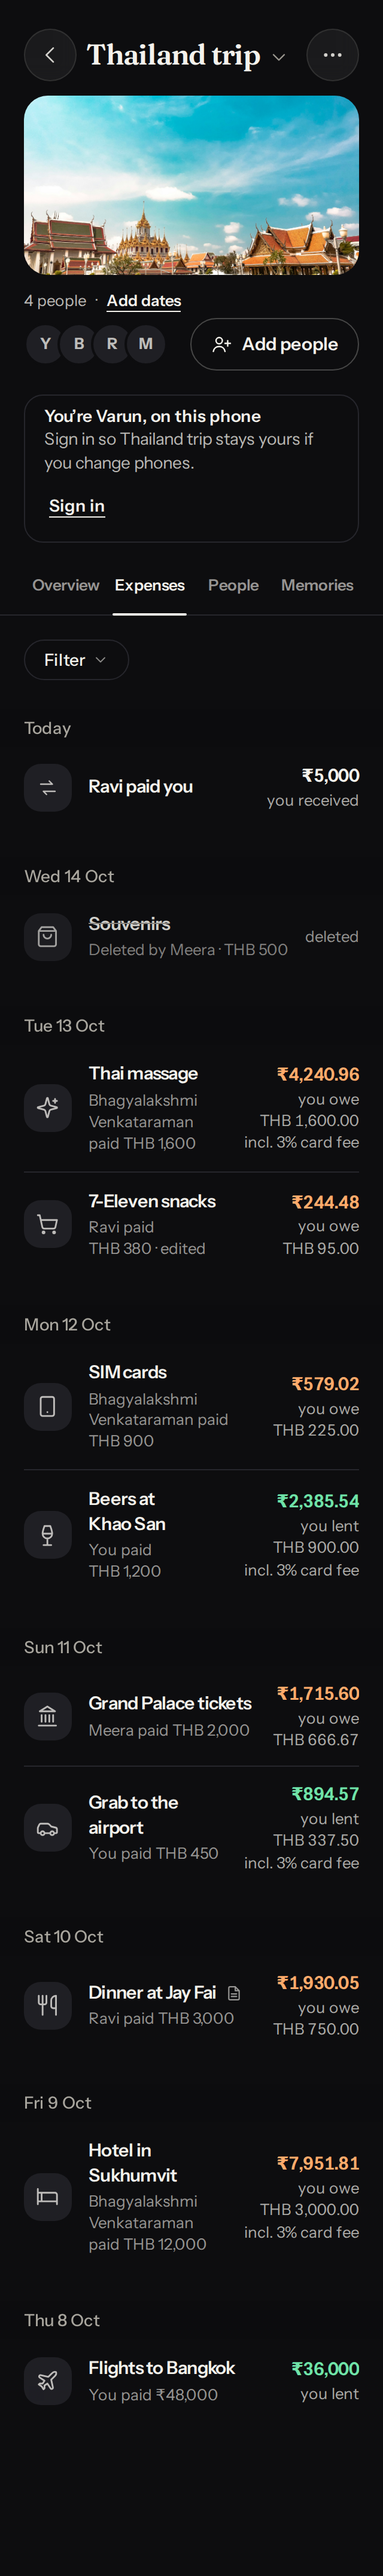 Thailand trip
4 people · Add dates
Y B R M
Add people
You’re Varun, on this phone
Sign in so Thailand trip stays yours if
you change phones.
Sign in
Overview Expenses People Memories
Filter
Today
Ravi paid you
₹5,000
you received
Wed 14 Oct
Souvenirs
Deleted by Meera · THB 500
deleted
Tue 13 Oct
Thai massage
Bhagyalakshmi
Venkataraman
paid THB 1,600
₹4,240.96
you owe
THB 1,600.00
incl. 3% card fee
7-Eleven snacks
Ravi paid
THB 380 · edited
₹244.48
you owe
THB 95.00
Mon 12 Oct
SIM cards
Bhagyalakshmi
Venkataraman paid
THB 900
₹579.02
you owe
THB 225.00
Beers at
Khao San
You paid
THB 1,200
₹2,385.54
you lent
THB 900.00
incl. 3% card fee
Sun 11 Oct
Grand Palace tickets
Meera paid THB 2,000
₹1,715.60
you owe
THB 666.67
Grab to the
airport
You paid THB 450
₹894.57
you lent
THB 337.50
incl. 3% card fee
Sat 10 Oct
Dinner at Jay Fai
Ravi paid THB 3,000
₹1,930.05
you owe
THB 750.00
Fri 9 Oct
Hotel in
Sukhumvit
Bhagyalakshmi
Venkataraman
paid THB 12,000
₹7,951.81
you owe
THB 3,000.00
incl. 3% card fee
Thu 8 Oct
Flights to Bangkok
You paid ₹48,000
₹36,000
you lent